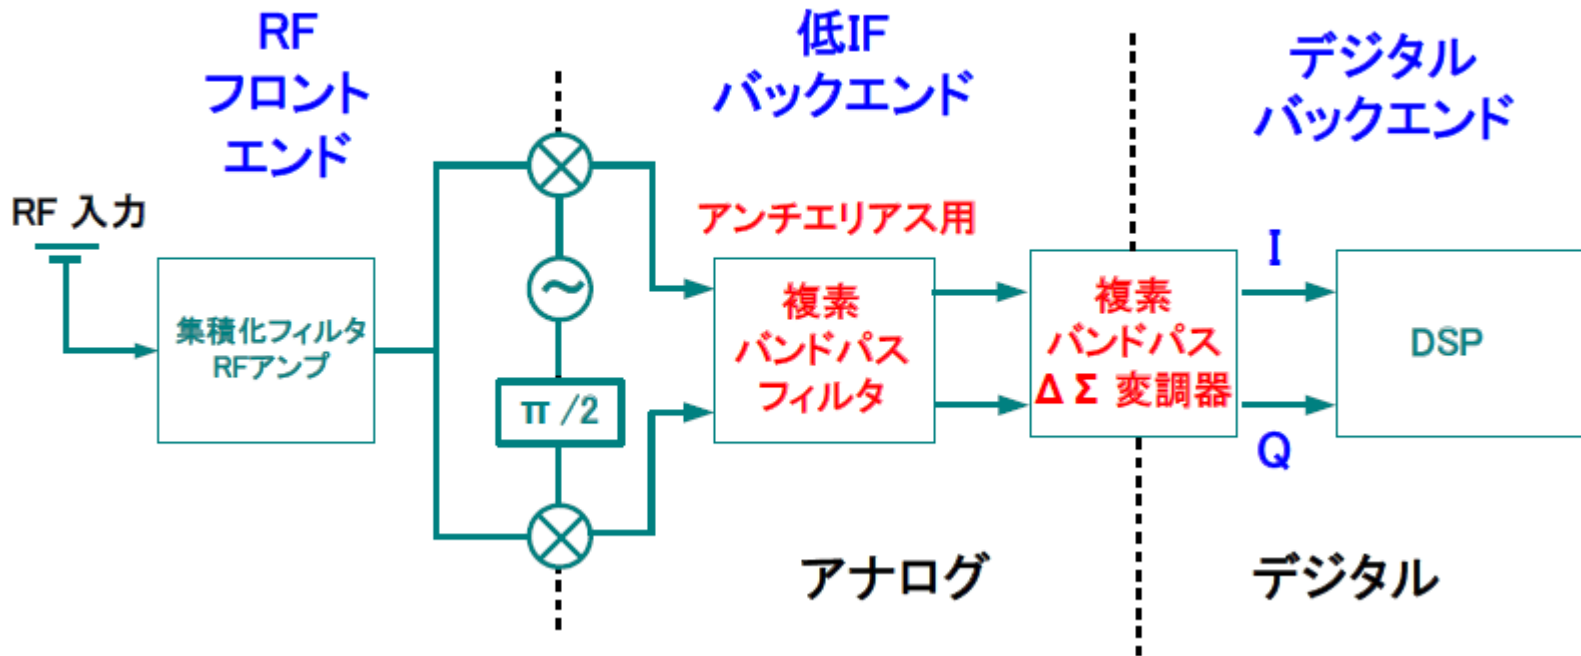 RF
フロント
エンド
低IF
バックエンド
デジタル
バックエンド
RF 入力
アンチエリアス用
集積化フィルタ
RFアンプ
π/2
複素
バンドパス
フィルタ
複素
バンドパス
ΔΣ 変調器
I
Q
DSP
アナログ
デジタル